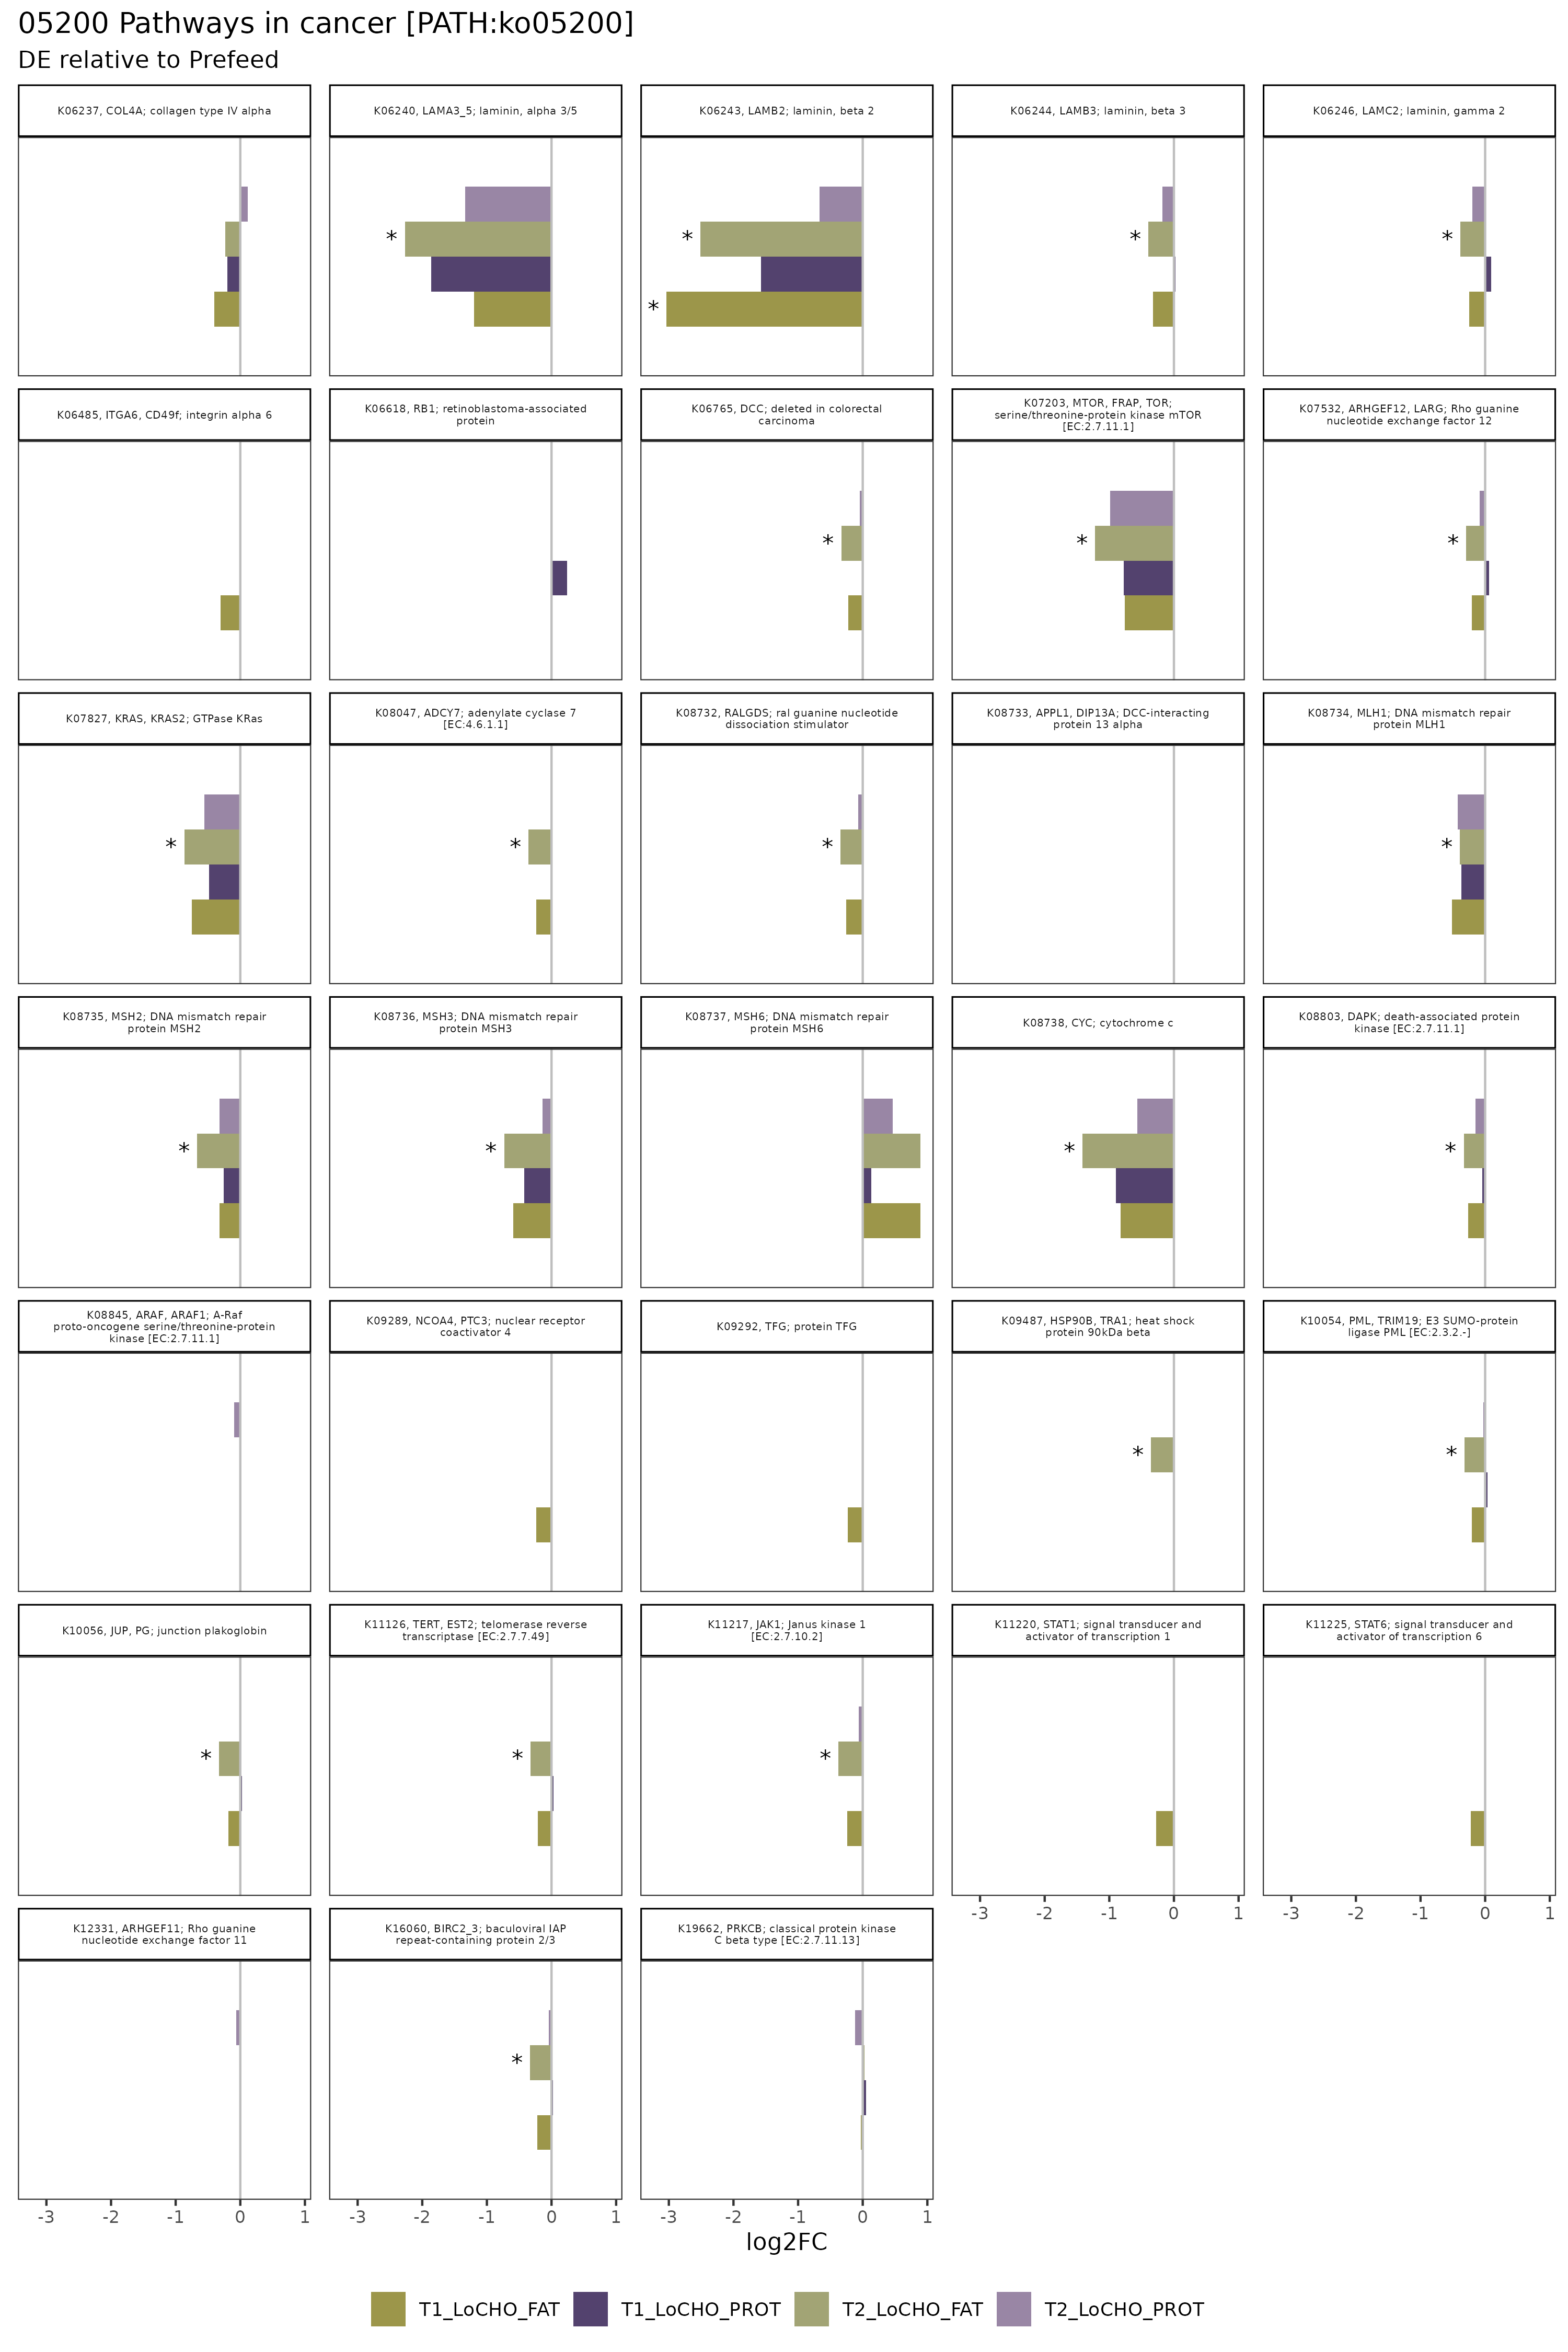 05200 Pathways in cancer [PATH:ko05200]
DE relative to Prefeed
K06237, COL4A; collagen type IV alpha
K06240, LAMA3_5; laminin, alpha 3/5
K06243, LAMB2; laminin, beta 2
K06244, LAMB3; laminin, beta 3
K06246, LAMC2; laminin, gamma 2
*
*
*
*
*
K06485, ITGA6, CD49f; integrin alpha 6
K06618, RB1; retinoblastoma-associated
protein
K06765, DCC; deleted in colorectal
carcinoma
K07203, MTOR, FRAP, TOR;
serine/threonine-protein kinase mTOR
[EC:2.7.11.1]
K07532, ARHGEF12, LARG; Rho guanine
nucleotide exchange factor 12
*
*
*
K07827, KRAS, KRAS2; GTPase KRas
K08047, ADCY7; adenylate cyclase 7
[EC:4.6.1.1]
K08732, RALGDS; ral guanine nucleotide
dissociation stimulator
K08733, APPL1, DIP13A; DCC-interacting
protein 13 alpha
K08734, MLH1; DNA mismatch repair
protein MLH1
*
*
*
*
K08735, MSH2; DNA mismatch repair
protein MSH2
K08736, MSH3; DNA mismatch repair
protein MSH3
K08737, MSH6; DNA mismatch repair
protein MSH6
K08738, CYC; cytochrome c
K08803, DAPK; death-associated protein
kinase [EC:2.7.11.1]
*
*
*
*
K08845, ARAF, ARAF1; A-Raf
proto-oncogene serine/threonine-protein
kinase [EC:2.7.11.1]
K09289, NCOA4, PTC3; nuclear receptor
coactivator 4
K09292, TFG; protein TFG
K09487, HSP90B, TRA1; heat shock
protein 90kDa beta
K10054, PML, TRIM19; E3 SUMO-protein
ligase PML [EC:2.3.2.-]
*
*
K10056, JUP, PG; junction plakoglobin
K11126, TERT, EST2; telomerase reverse
transcriptase [EC:2.7.7.49]
K11217, JAK1; Janus kinase 1
[EC:2.7.10.2]
K11220, STAT1; signal transducer and
activator of transcription 1
K11225, STAT6; signal transducer and
activator of transcription 6
*
*
*
-3 -2 -1 0 1
-3 -2 -1 0 1
K12331, ARHGEF11; Rho guanine
nucleotide exchange factor 11
K16060, BIRC2_3; baculoviral IAP
repeat-containing protein 2/3
K19662, PRKCB; classical protein kinase
C beta type [EC:2.7.11.13]
*
-3 -2 -1 0 1
-3 -2 -1 0 1
-3 -2 -1 0 1
log2FC
T1_LoCHO_FAT T1_LoCHO_PROT T2_LoCHO_FAT T2_LoCHO_PROT